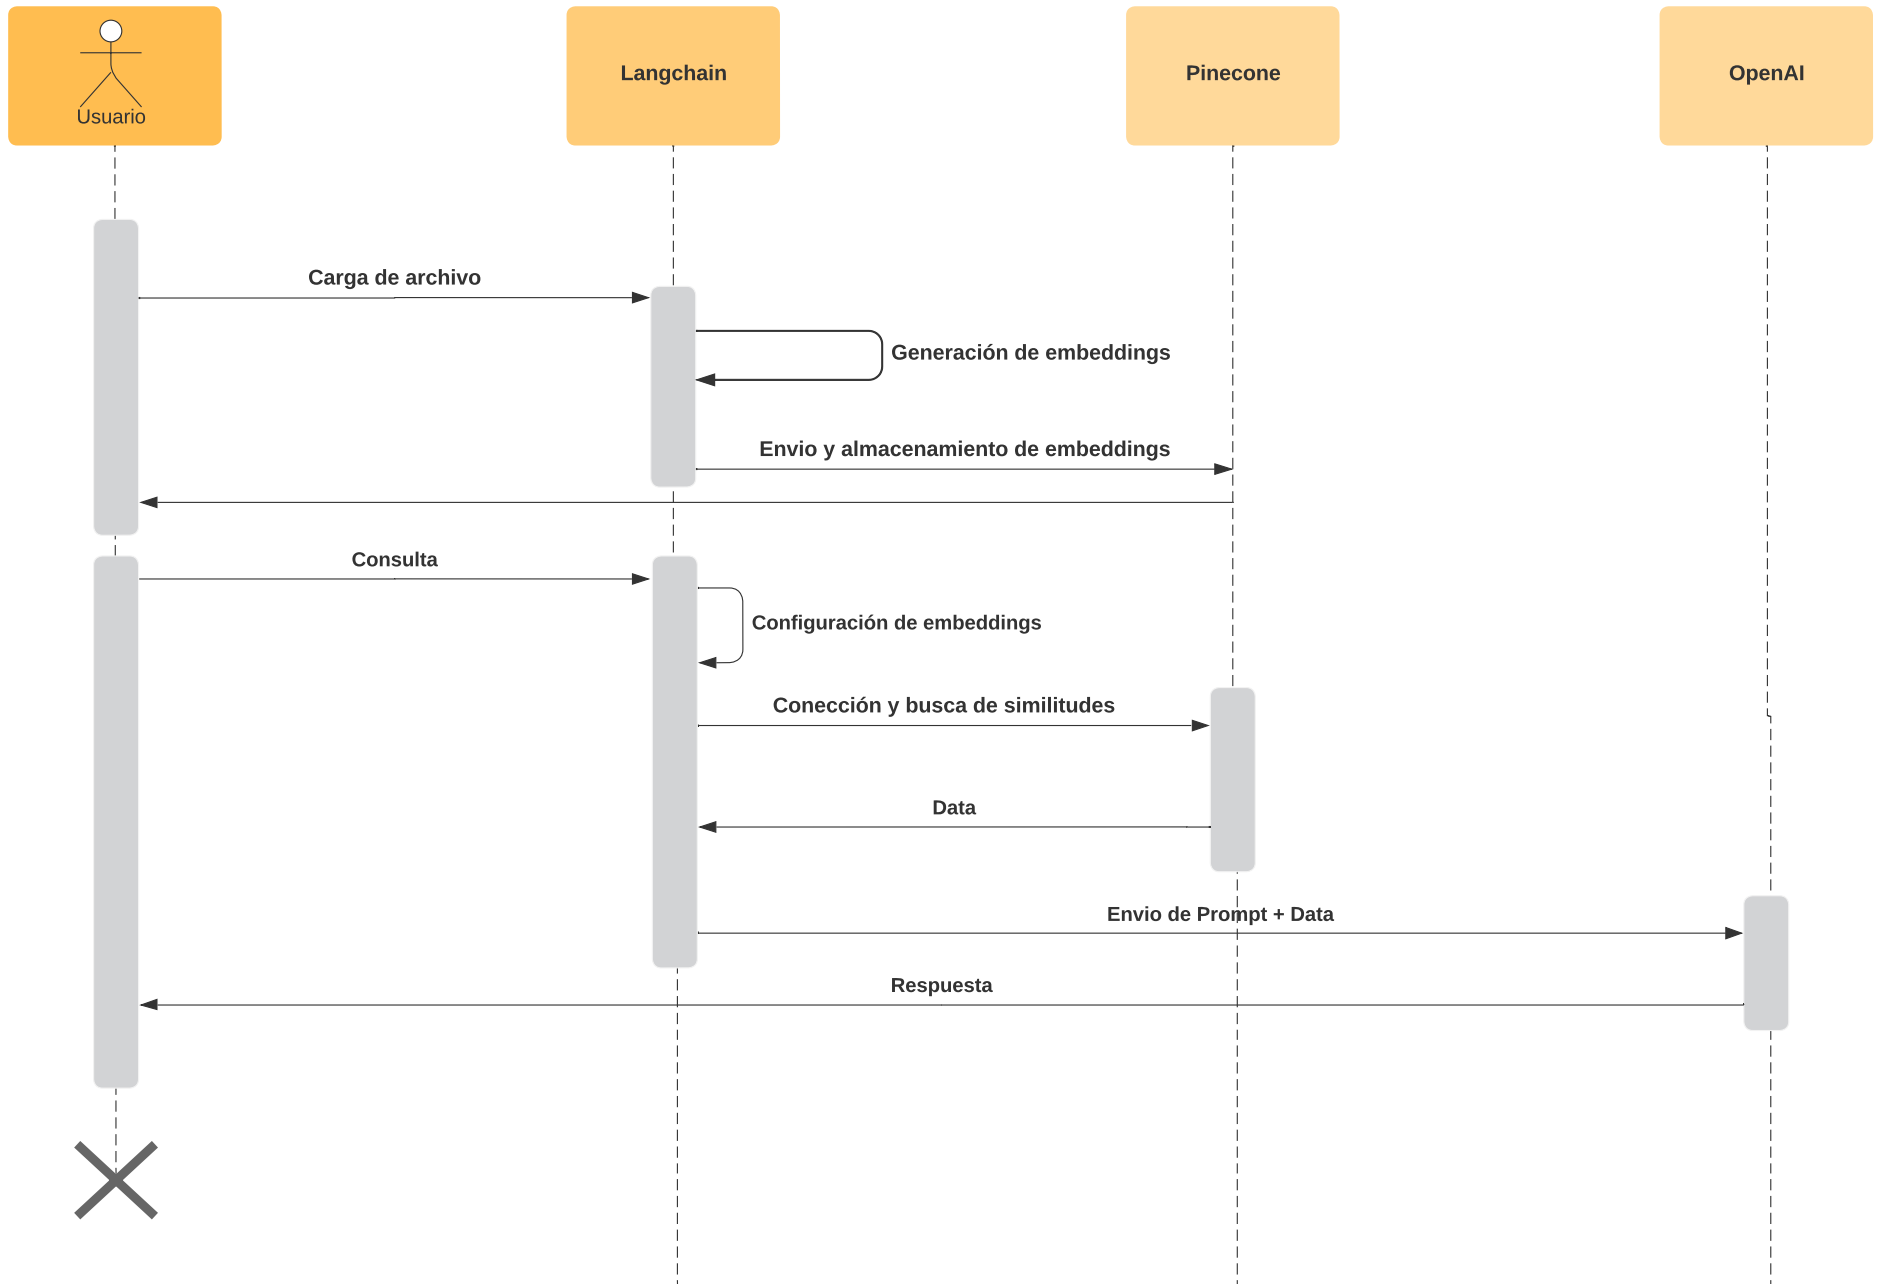 Usuario
Langchain
Pinecone
OpenAI
Carga de archivo
Generación de embeddings
Envio y almacenamiento de embeddings
Consulta
Configuración de embeddings
Conección y busca de similitudes
Data
Envio de Prompt + Data
Respuesta